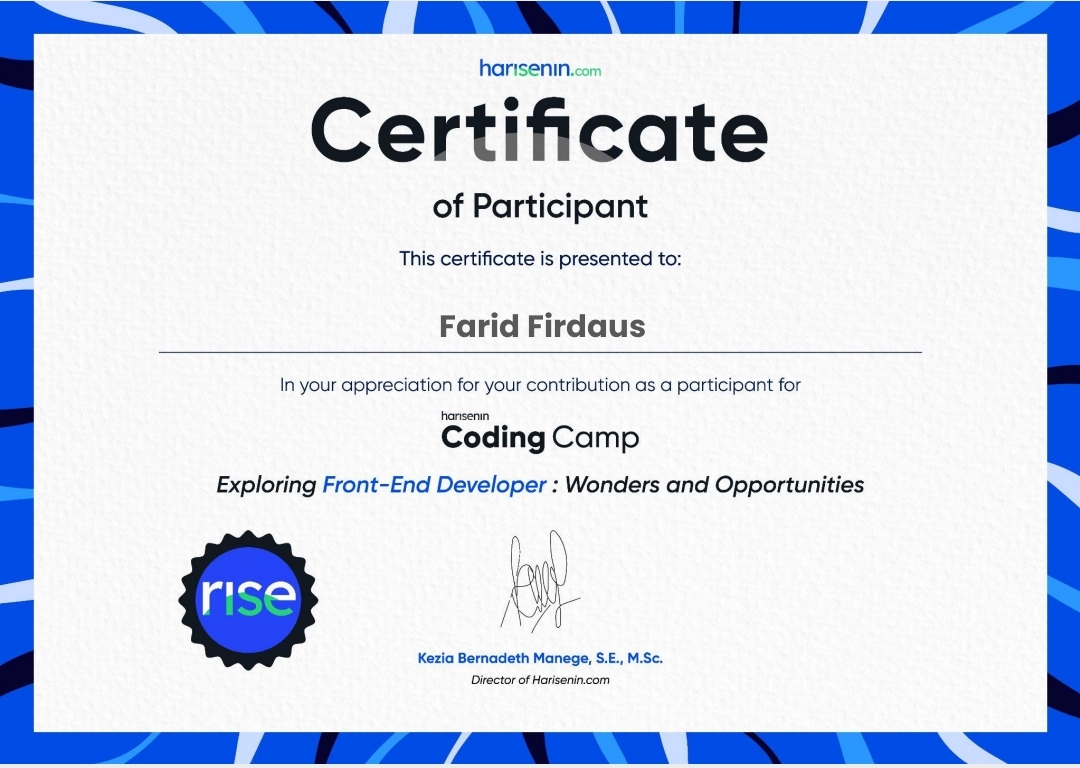 harisenin.com
Certificate
of Participant
This certificate is presented to:
Farid Firdaus
In your appreciation for your contribution as a participant for
harisenin
Coding Camp
Exploring Front-End Developer : Wonders and Opportunities
rise
Kezia Bernadeth Manege, S.E., M.Sc.
Director of Harisenin.com